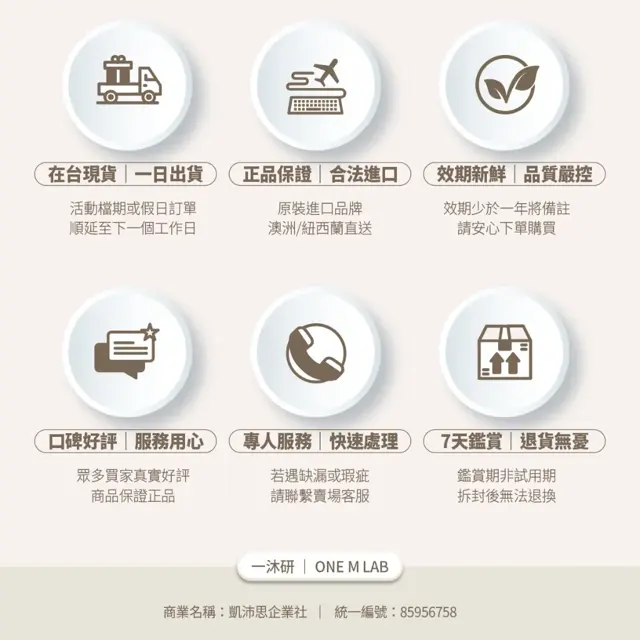 在台現貨｜一日出貨
活動檔期或假日訂單
順延至下一個工作日
正品保證｜合法進口
原裝進口品牌
澳洲/紐西蘭直送
效期新鮮｜品質嚴控
效期少於一年將備註
請安心下單購買
口碑好評｜服務用心
眾多買家真實好評
商品保證正品
專人服務｜快速處理
若遇缺漏或瑕疵
請聯繫賣場客服
7天鑑賞｜退貨無憂
鑑賞期非試用期
拆封後無法退換
一沐研｜ONE M LAB
商業名稱：凱沛思企業社｜統一編號：85956758